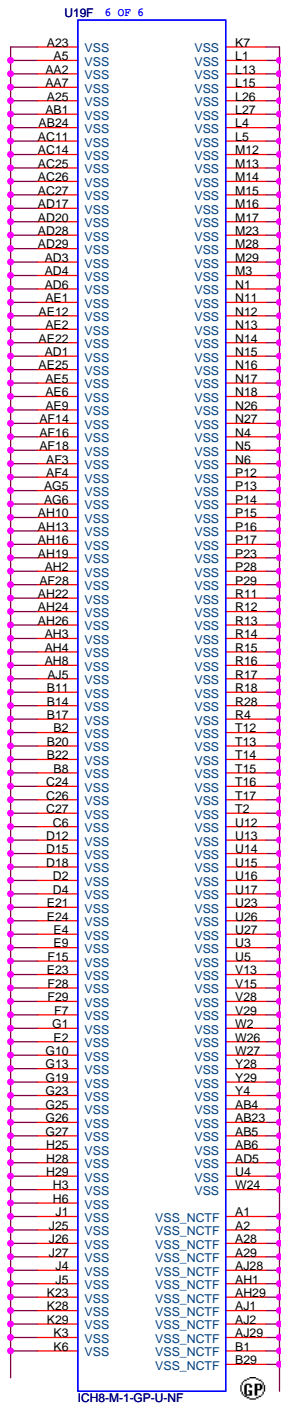 U19F 6 OF 6
A23 VSS VSS K7
A5 VSS VSS L1
AA2 VSS VSS L13
AA7 VSS VSS L15
A25 VSS VSS L26
AB1 VSS VSS L27
AB24 VSS VSS L4
AC11 VSS VSS L5
AC14 VSS VSS M12
AC25 VSS VSS M13
AC26 VSS VSS M14
AC27 VSS VSS M15
AD17 VSS VSS M16
AD20 VSS VSS M17
AD28 VSS VSS M23
AD29 VSS VSS M28
AD3 VSS VSS M29
AD4 VSS VSS M3
AD6 VSS VSS N1
AE1 VSS VSS N11
AE12 VSS VSS N12
AE2 VSS VSS N13
AE22 VSS VSS N14
AD1 VSS VSS N15
AE25 VSS VSS N16
AE5 VSS VSS N17
AE6 VSS VSS N18
AE9 VSS VSS N26
AF14 VSS VSS N27
AF16 VSS VSS N4
AF18 VSS VSS N5
AF3 VSS VSS N6
AF4 VSS VSS P12
AG5 VSS VSS P13
AG6 VSS VSS P14
AH10 VSS VSS P15
AH13 VSS VSS P16
AH16 VSS VSS P17
AH19 VSS VSS P23
AH2 VSS VSS P28
AF28 VSS VSS P29
AH22 VSS VSS R11
AH24 VSS VSS R12
AH26 VSS VSS R13
AH3 VSS VSS R14
AH4 VSS VSS R15
AH8 VSS VSS R16
AJ5 VSS VSS R17
B11 VSS VSS R18
B14 VSS VSS R28
B17 VSS VSS R4
B2 VSS VSS T12
B20 VSS VSS T13
B22 VSS VSS T14
B8 VSS VSS T15
C24 VSS VSS T16
C26 VSS VSS T17
C27 VSS VSS T2
C6 VSS VSS U12
D12 VSS VSS U13
D15 VSS VSS U14
D18 VSS VSS U15
D2 VSS VSS U16
D4 VSS VSS U17
E21 VSS VSS U23
E24 VSS VSS U26
E4 VSS VSS U27
E9 VSS VSS U3
F15 VSS VSS U5
E23 VSS VSS V13
F28 VSS VSS V15
F29 VSS VSS V28
F7 VSS VSS V29
G1 VSS VSS W2
E2 VSS VSS W26
G10 VSS VSS W27
G13 VSS VSS Y28
G19 VSS VSS Y29
G23 VSS VSS Y4
G25 VSS VSS AB4
G26 VSS VSS AB23
G27 VSS VSS AB5
H25 VSS VSS AB6
H28 VSS VSS AD5
H29 VSS VSS U4
H3 VSS VSS W24
H6 VSS
J1 VSS VSS_NCTF A1
J25 VSS VSS_NCTF A2
J26 VSS VSS_NCTF A28
J27 VSS VSS_NCTF A29
J4 VSS VSS_NCTF AJ28
J5 VSS VSS_NCTF AH1
K23 VSS VSS_NCTF AH29
K28 VSS VSS_NCTF AJ1
K29 VSS VSS_NCTF AJ2
K3 VSS VSS_NCTF AJ29
K6 VSS VSS_NCTF B1
VSS_NCTF B29
ICH8-M-1-GP-U-NF
GP